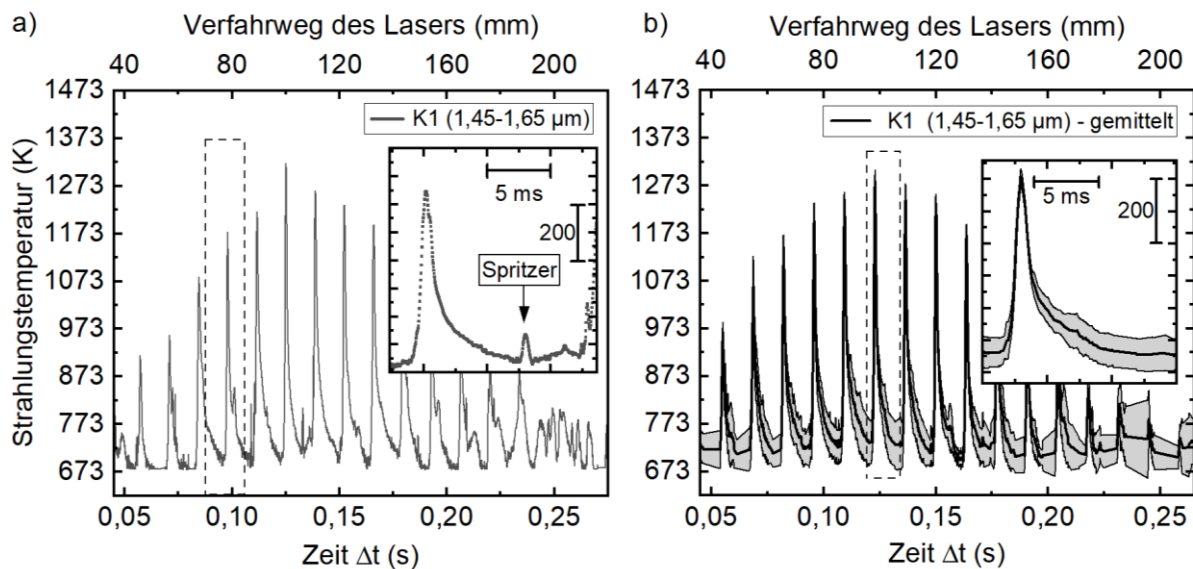 a)
Verfahrweg des Lasers (mm)
40 80 120 160 200
Strahlungstemperatur (K)
1473
1373
1273
1173
1073
973
873
773
673
K1 (1,45-1,65 µm)
5 ms
200
Spritzer
0,05 0,10 0,15 0,20 0,25
Zeit Δt (s)
b)
Verfahrweg des Lasers (mm)
40 80 120 160 200
1473
1373
1273
1173
1073
973
873
773
673
K1 (1,45-1,65 µm) - gemittelt
5 ms
200
0,05 0,10 0,15 0,20 0,25
Zeit Δt (s)